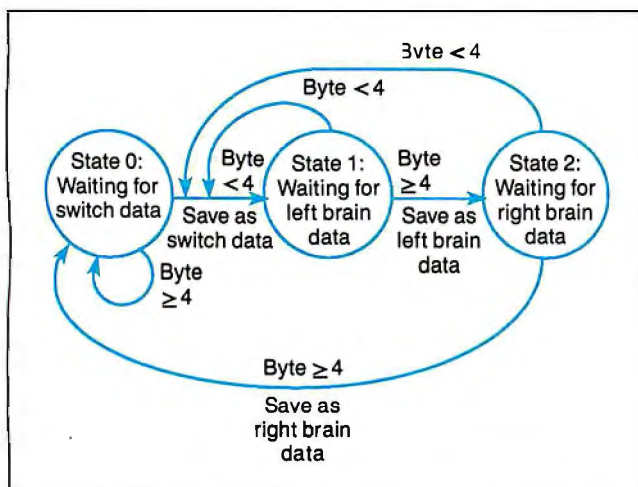 Byte < 4
Byte < 4
State 0:
Waiting for
switch data
Byte
< 4
Save as
switch data
State 1:
Waiting for
left brain
data
Byte
≥ 4
Save as
left brain
data
State 2:
Waiting for
right brain
data
Byte
≥ 4
Byte ≥ 4
Save as
right brain
data